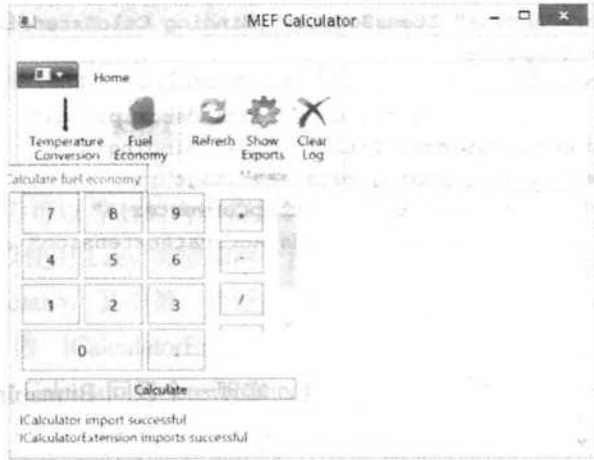 MEF Calculator
Home
Temperature Conversion
Fuel Economy
Refresh
Show Exports
Clear Log
Calculate fuel economy
Manage
7 8 9
4 5 6
1 2 3 /
0 .
Calculate
ICalculator import successful
ICalculatorExtension imports successful